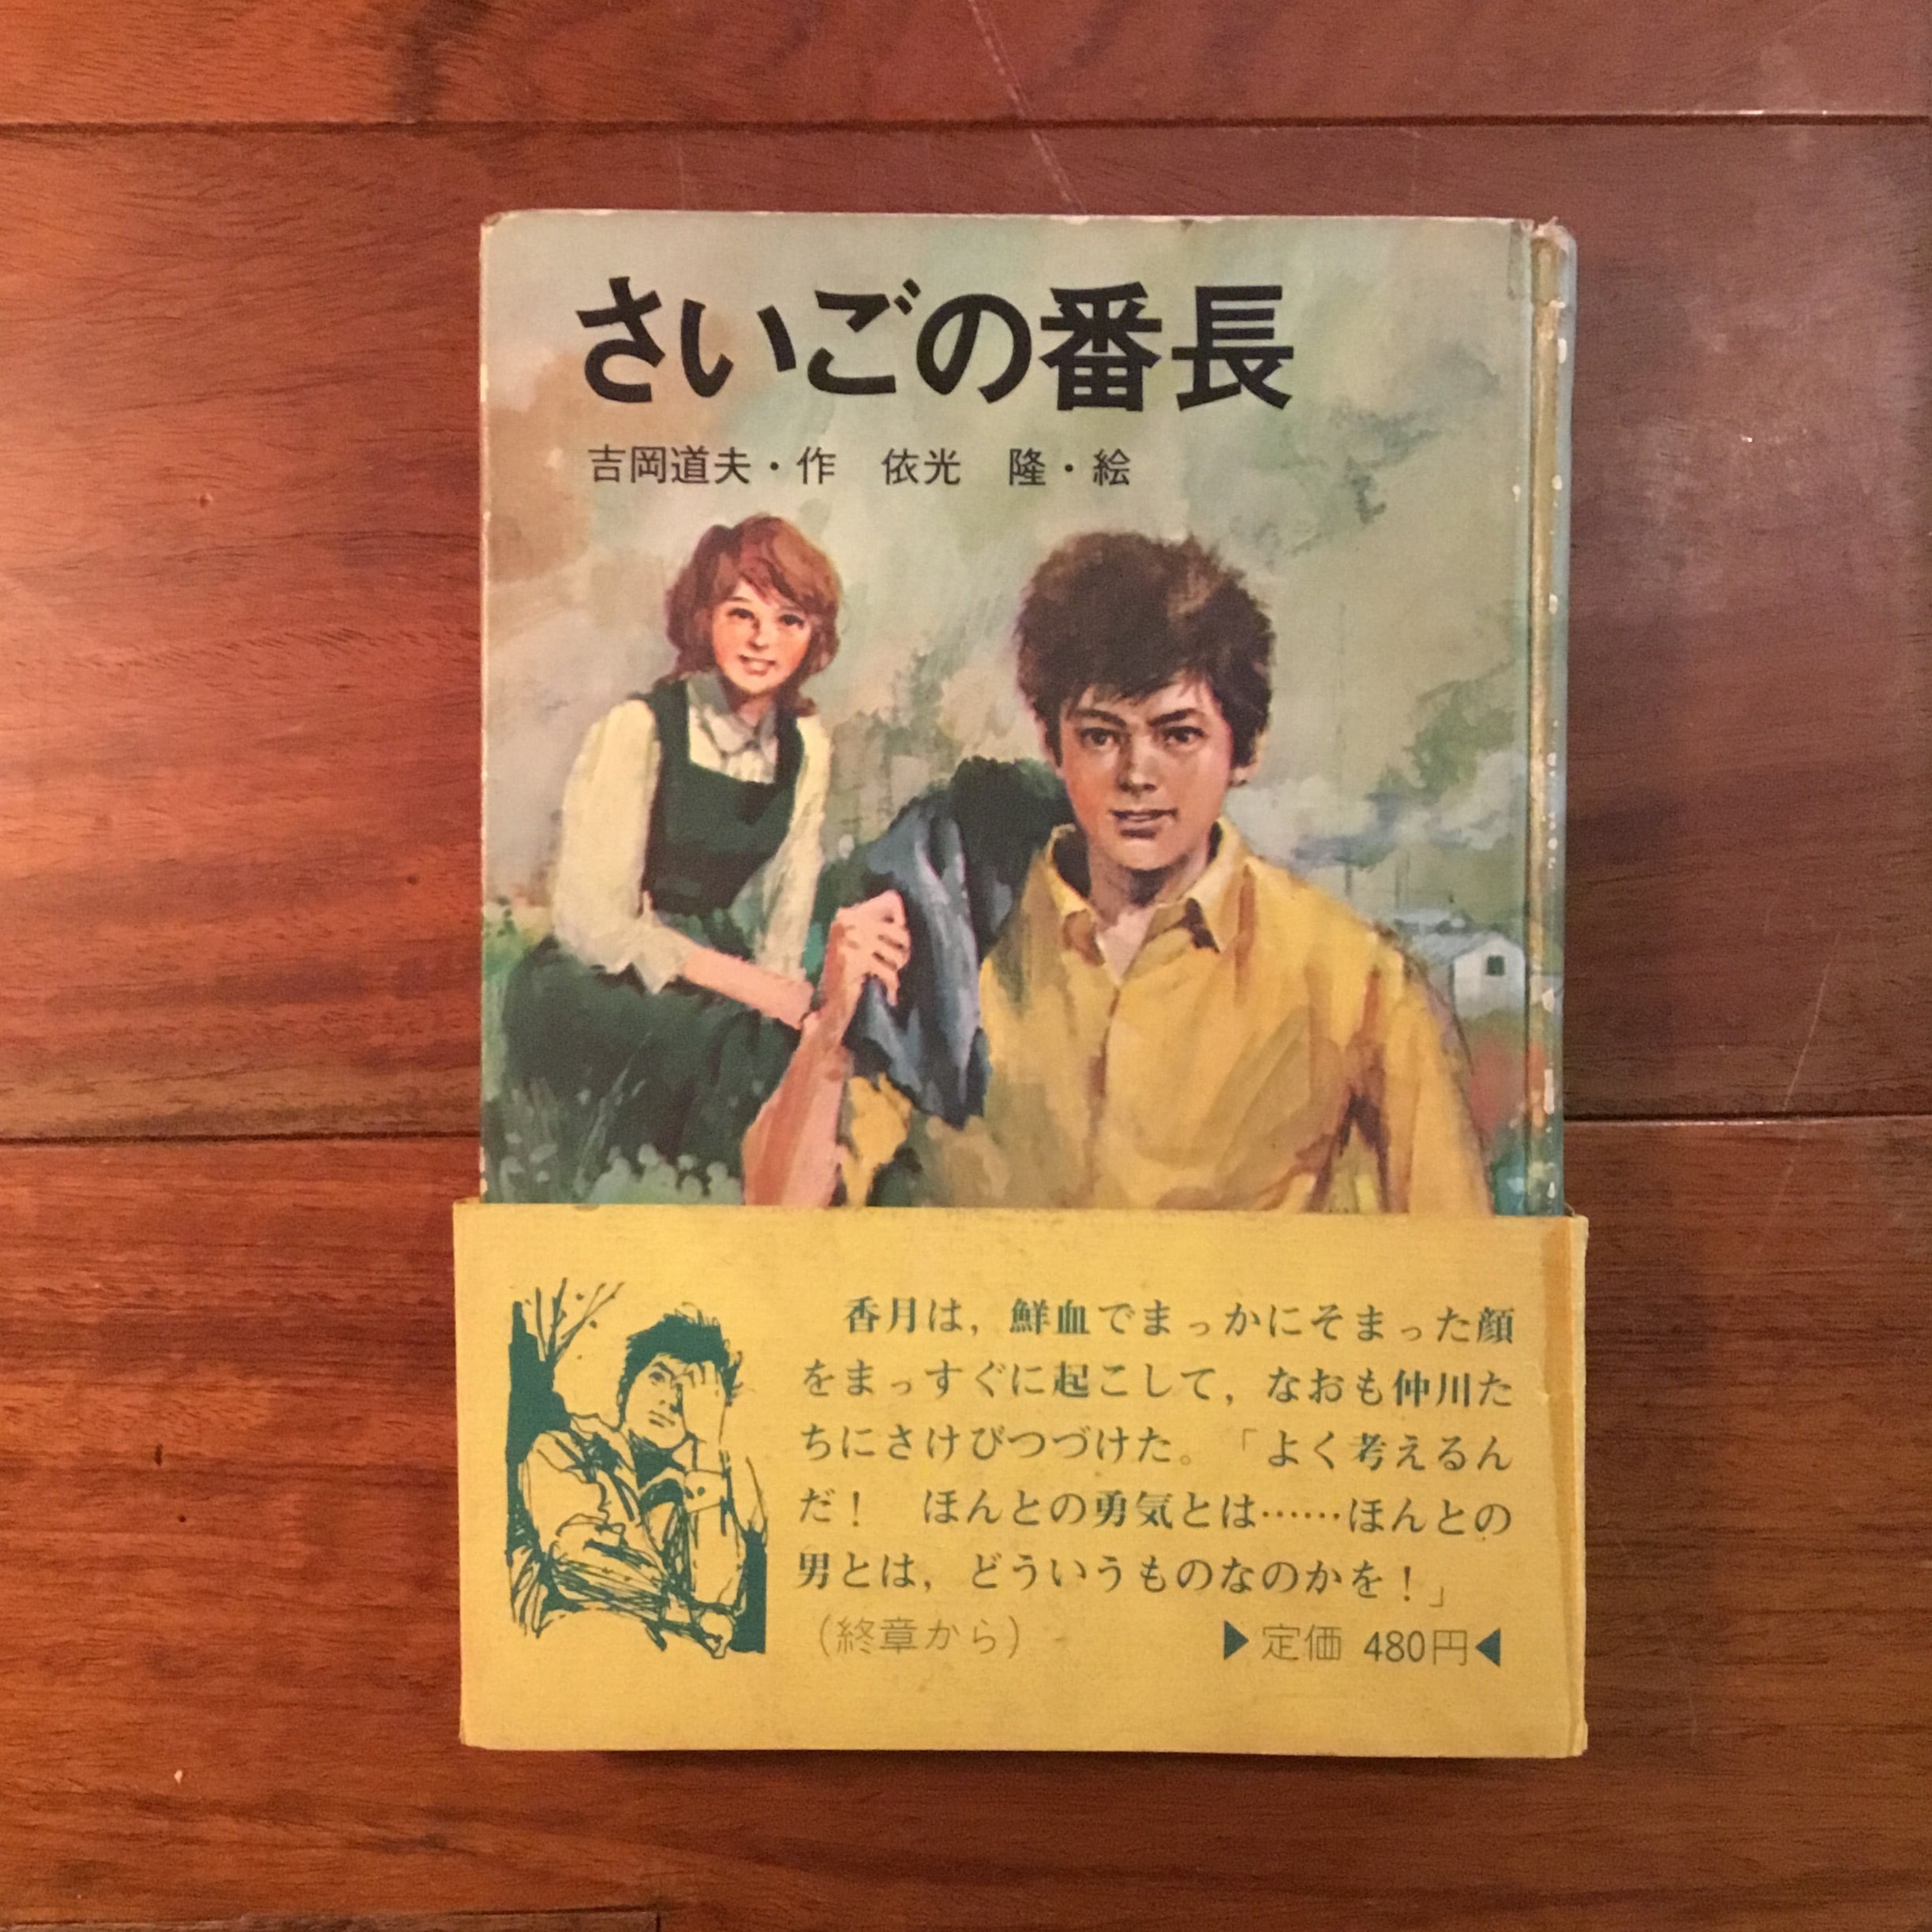 さいごの番長
吉岡道夫・作　依光　隆・絵
香月は，鮮血でまっかにそまった顔
をまっすぐに起こして，なおも仲川た
ちにさけびつづけた。「よく考えるん
だ！　ほんとの勇気とは……ほんとの
男とは，どういうものなのかを！」
（終章から）　▶定価 480円◀